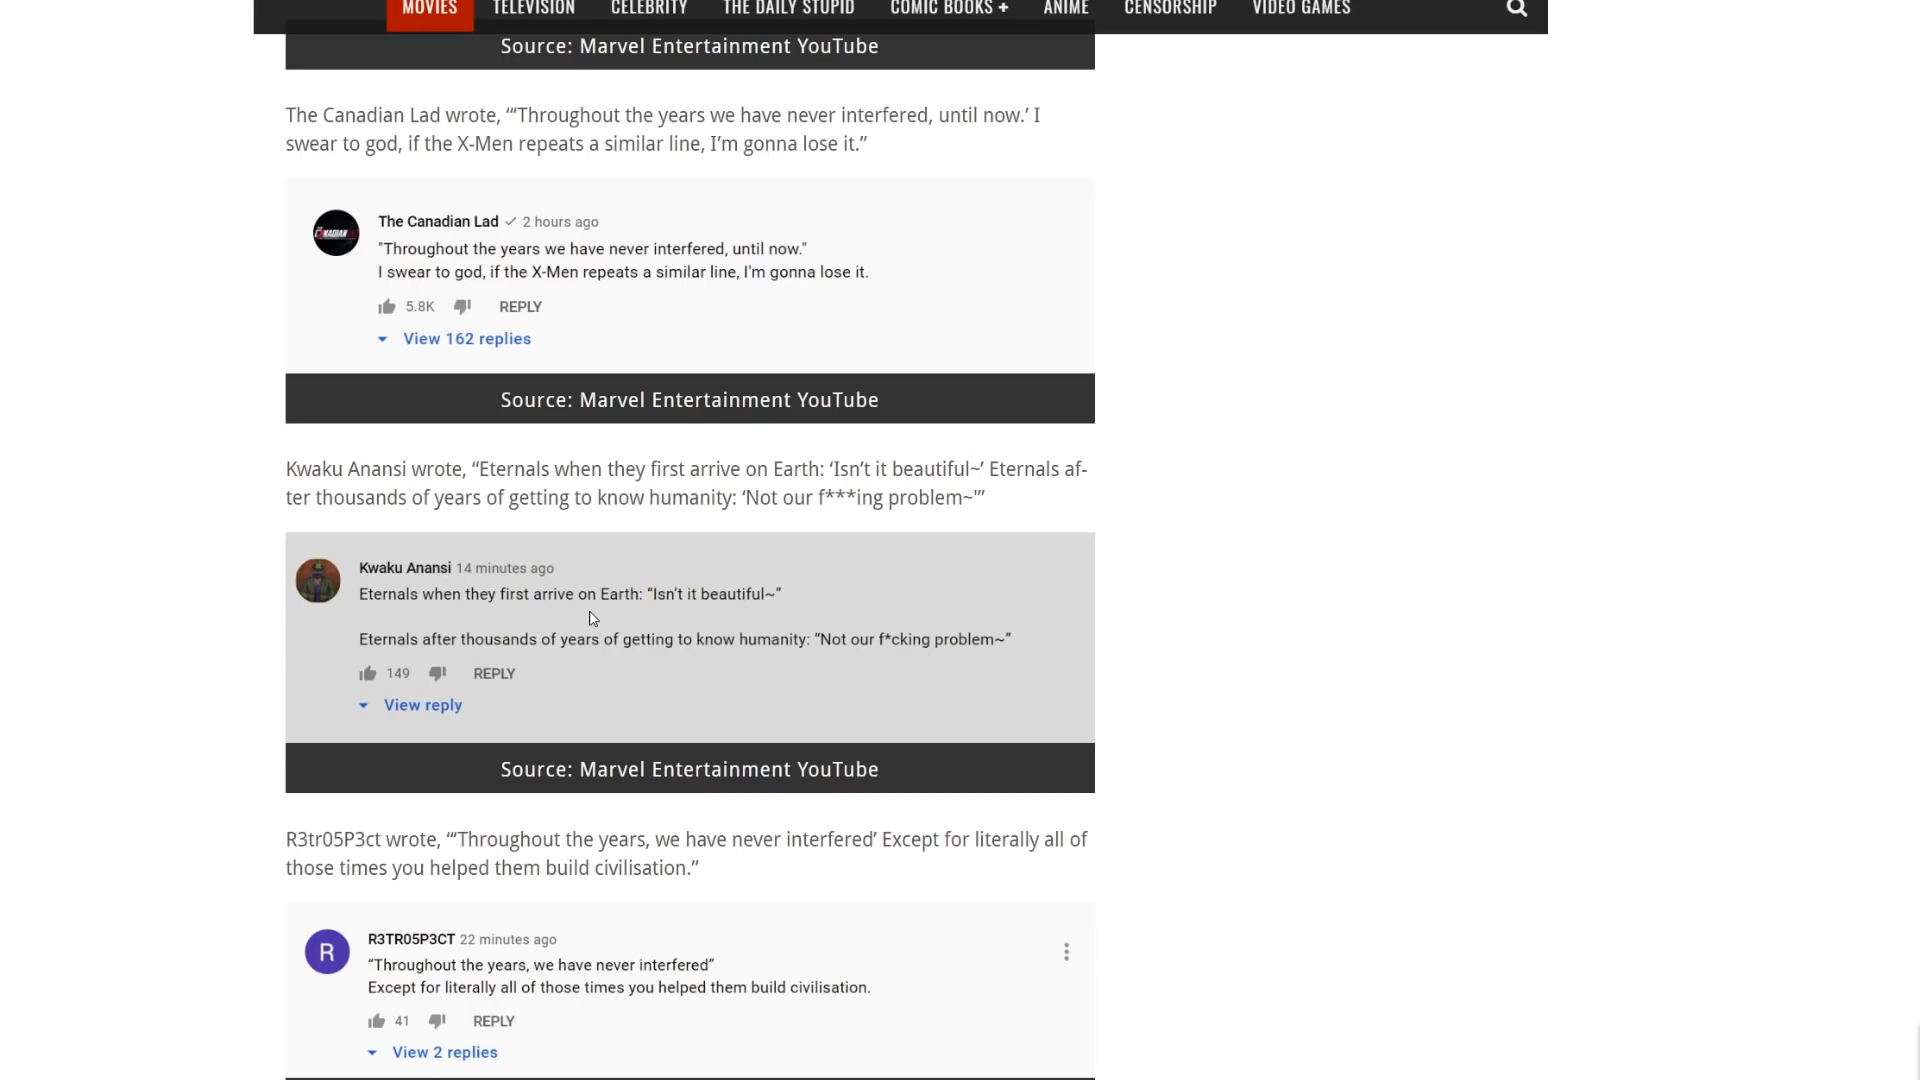 MOVIES TELEVISION CELEBRITY THE DAILY STUPID COMIC BOOKS + ANIME CENSORSHIP VIDEO GAMES
Source: Marvel Entertainment YouTube
The Canadian Lad wrote, “‘Throughout the years we have never interfered, until now.’ I
swear to god, if the X-Men repeats a similar line, I’m gonna lose it.”
The Canadian Lad 2 hours ago
"Throughout the years we have never interfered, until now."
I swear to god, if the X-Men repeats a similar line, I'm gonna lose it.
5.8K REPLY
View 162 replies
Source: Marvel Entertainment YouTube
Kwaku Anansi wrote, “Eternals when they first arrive on Earth: ‘Isn’t it beautiful~’ Eternals af-
ter thousands of years of getting to know humanity: ‘Not our f***ing problem~'”
Kwaku Anansi 14 minutes ago
Eternals when they first arrive on Earth: “Isn’t it beautiful~”
Eternals after thousands of years of getting to know humanity: “Not our f*cking problem~”
149 REPLY
View reply
Source: Marvel Entertainment YouTube
R3tr05P3ct wrote, “‘Throughout the years, we have never interfered’ Except for literally all of
those times you helped them build civilisation.”
R
R3TR05P3CT 22 minutes ago
“Throughout the years, we have never interfered”
Except for literally all of those times you helped them build civilisation.
41 REPLY
View 2 replies